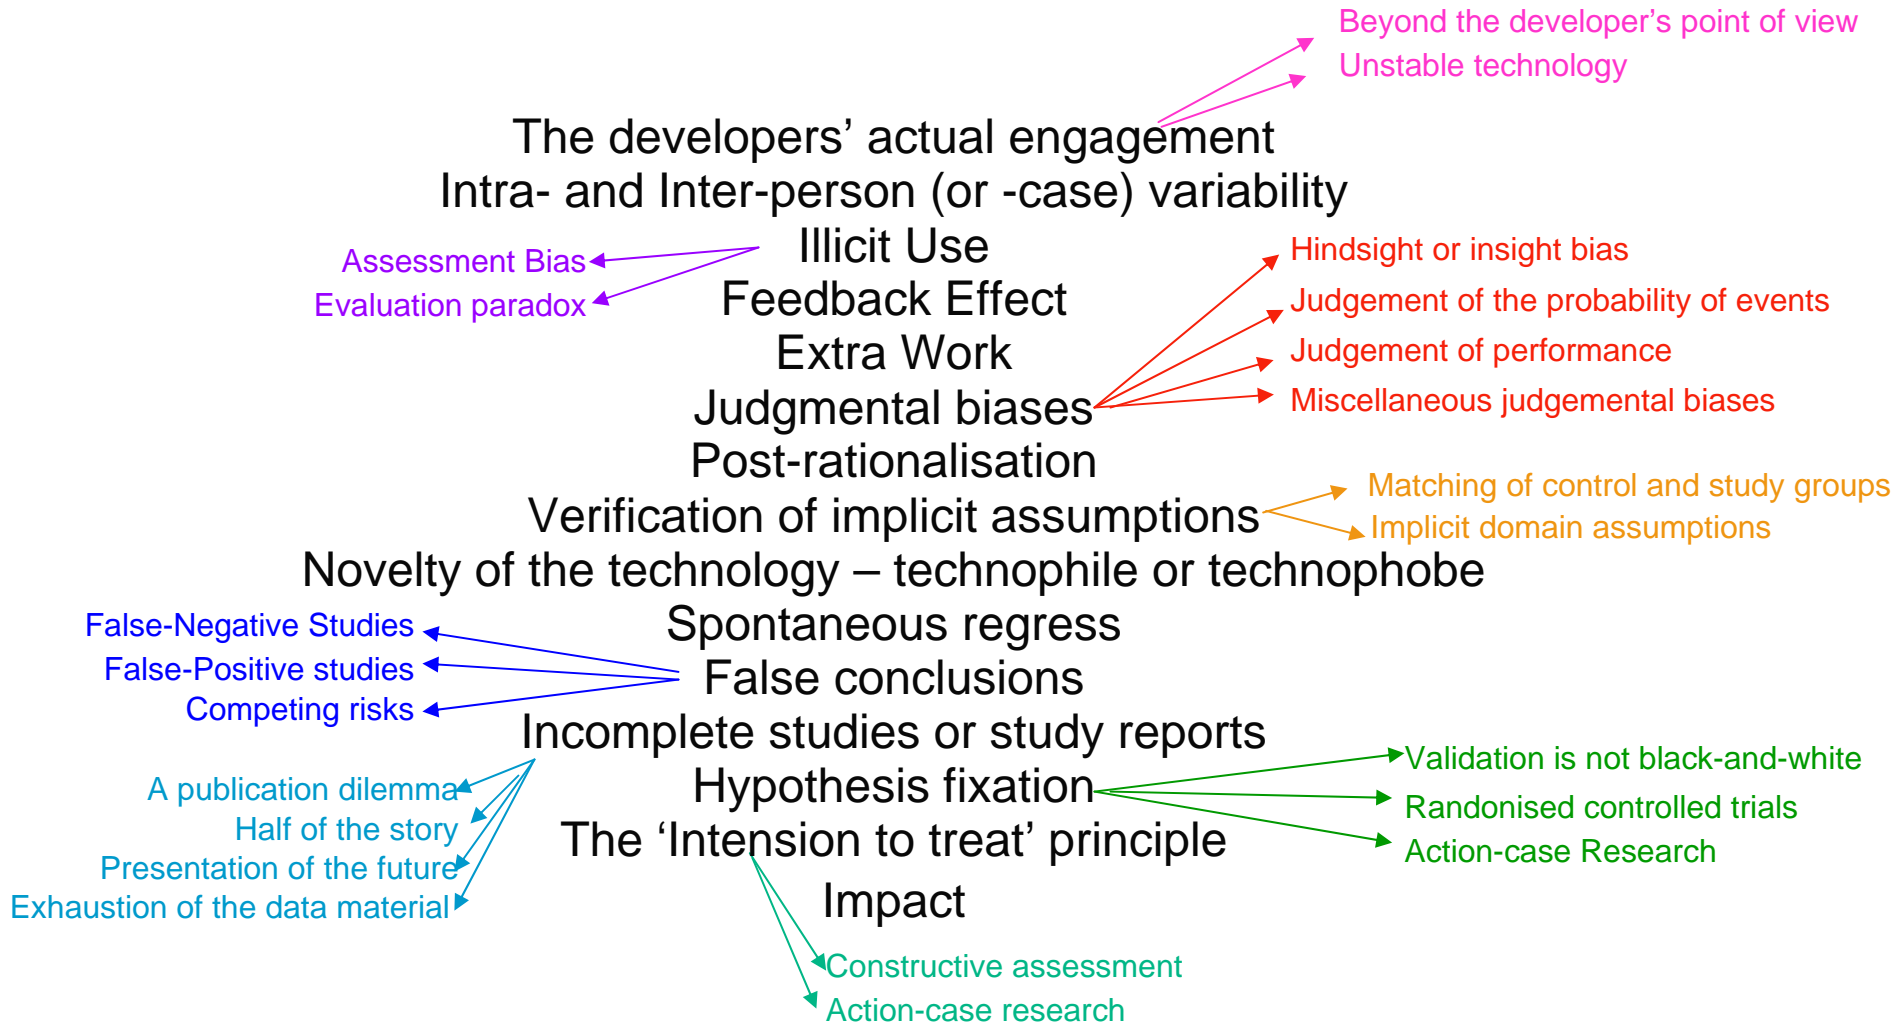 Beyond the developer’s point of view
Unstable technology
The developers’ actual engagement
Intra- and Inter-person (or -case) variability
Illicit Use
Assessment Bias
Evaluation paradox
Hindsight or insight bias
Judgement of the probability of events
Judgement of performance
Miscellaneous judgemental biases
Feedback Effect
Extra Work
Judgmental biases
Post-rationalisation
Verification of implicit assumptions
Matching of control and study groups
Implicit domain assumptions
Novelty of the technology – technophile or technophobe
Spontaneous regress
False-Negative Studies
False-Positive studies
Competing risks
False conclusions
Incomplete studies or study reports
A publication dilemma
Half of the story
Presentation of the future
Exhaustion of the data material
Hypothesis fixation
Validation is not black-and-white
Randonised controlled trials
Action-case Research
The ‘Intension to treat’ principle
Impact
Constructive assessment
Action-case research